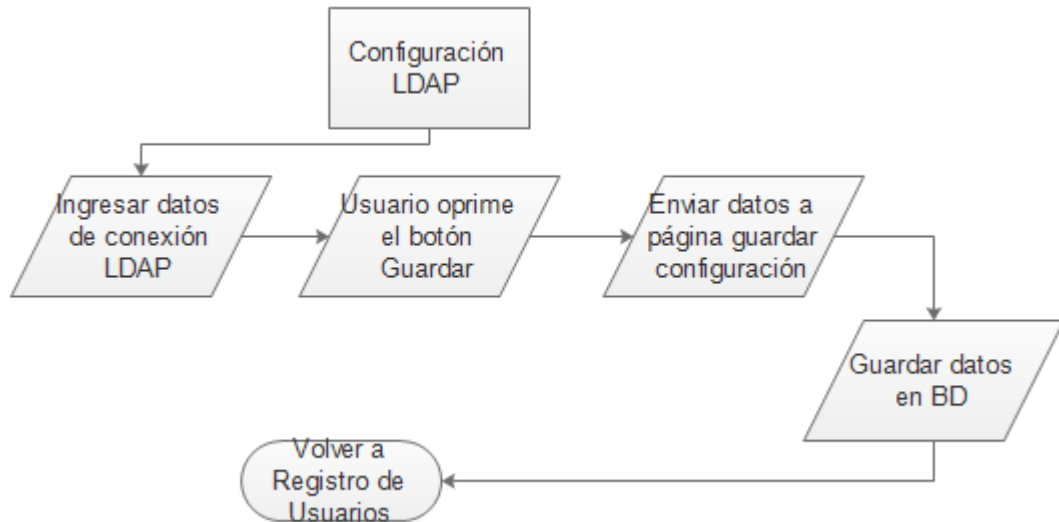 Configuración
LDAP
Ingresar datos
de conexión
LDAP
Usuario oprime
el botón
Guardar
Enviar datos a
página guardar
configuración
Guardar datos
en BD
Volver a
Registro de
Usuarios